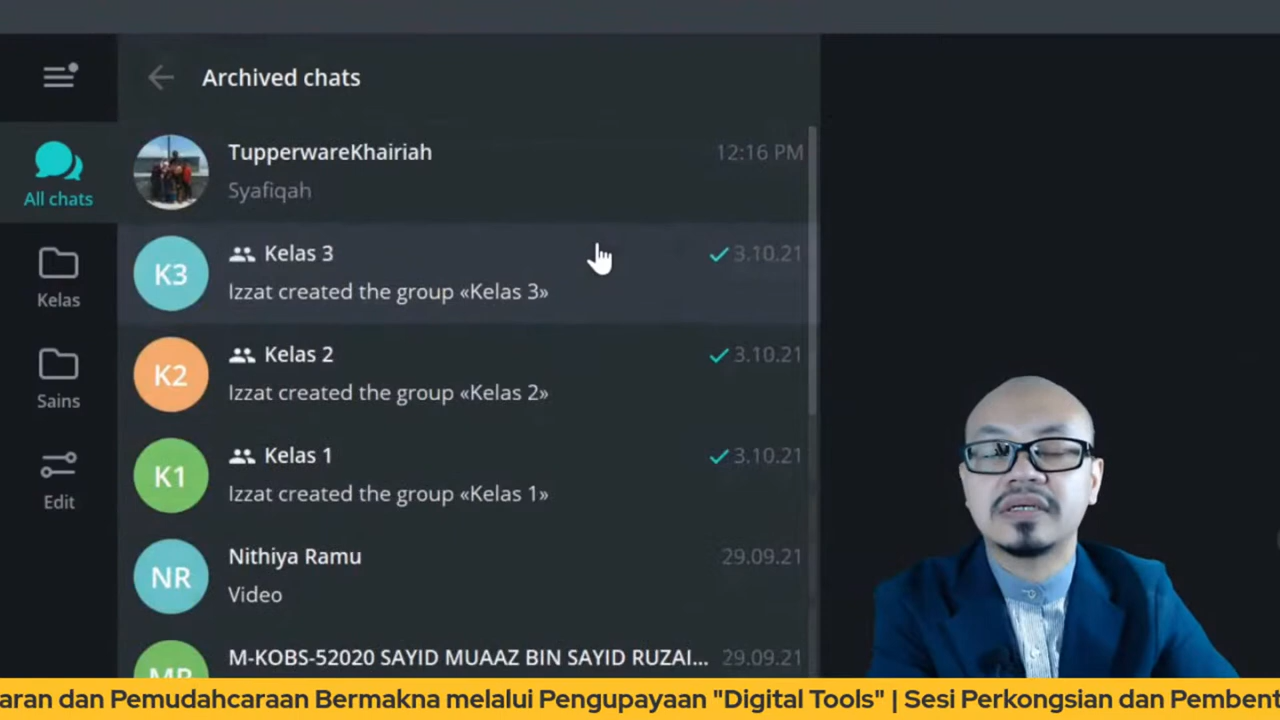 Archived chats
All chats
Kelas
Sains
Edit
TupperwareKhairiah 12:16 PM
Syafiqah
K3 Kelas 3 3.10.21
Izzat created the group «Kelas 3»
K2 Kelas 2 3.10.21
Izzat created the group «Kelas 2»
K1 Kelas 1 3.10.21
Izzat created the group «Kelas 1»
NR Nithiya Ramu 29.09.21
Video
M-KOBS-52020 SAYID MUAAZ BIN SAYID RUZAI... 29.09.21
aran dan Pemudahcaraan Bermakna melalui Pengupayaan "Digital Tools" | Sesi Perkongsian dan Pembent